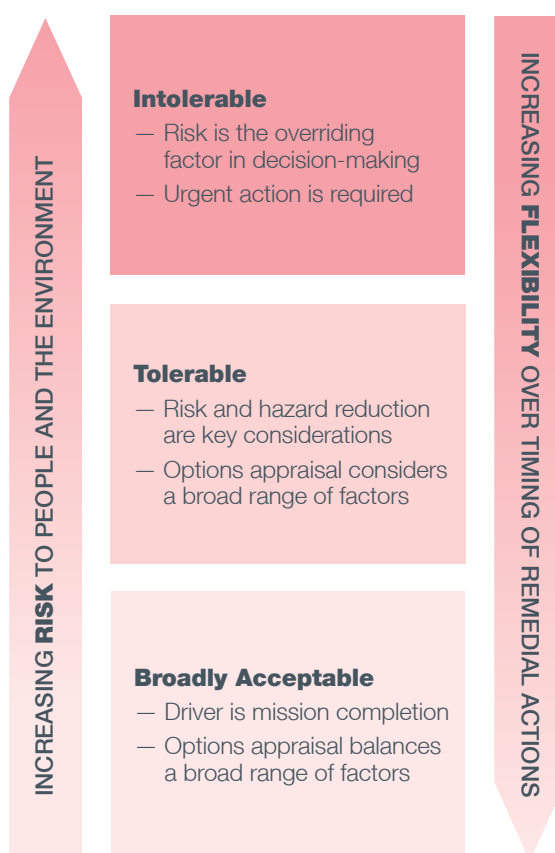 INCREASING RISK TO PEOPLE AND THE ENVIRONMENT
Intolerable
— Risk is the overriding
factor in decision-making
— Urgent action is required
Tolerable
— Risk and hazard reduction
are key considerations
— Options appraisal considers
a broad range of factors
Broadly Acceptable
— Driver is mission completion
— Options appraisal balances
a broad range of factors
INCREASING FLEXIBILITY OVER TIMING OF REMEDIAL ACTIONS